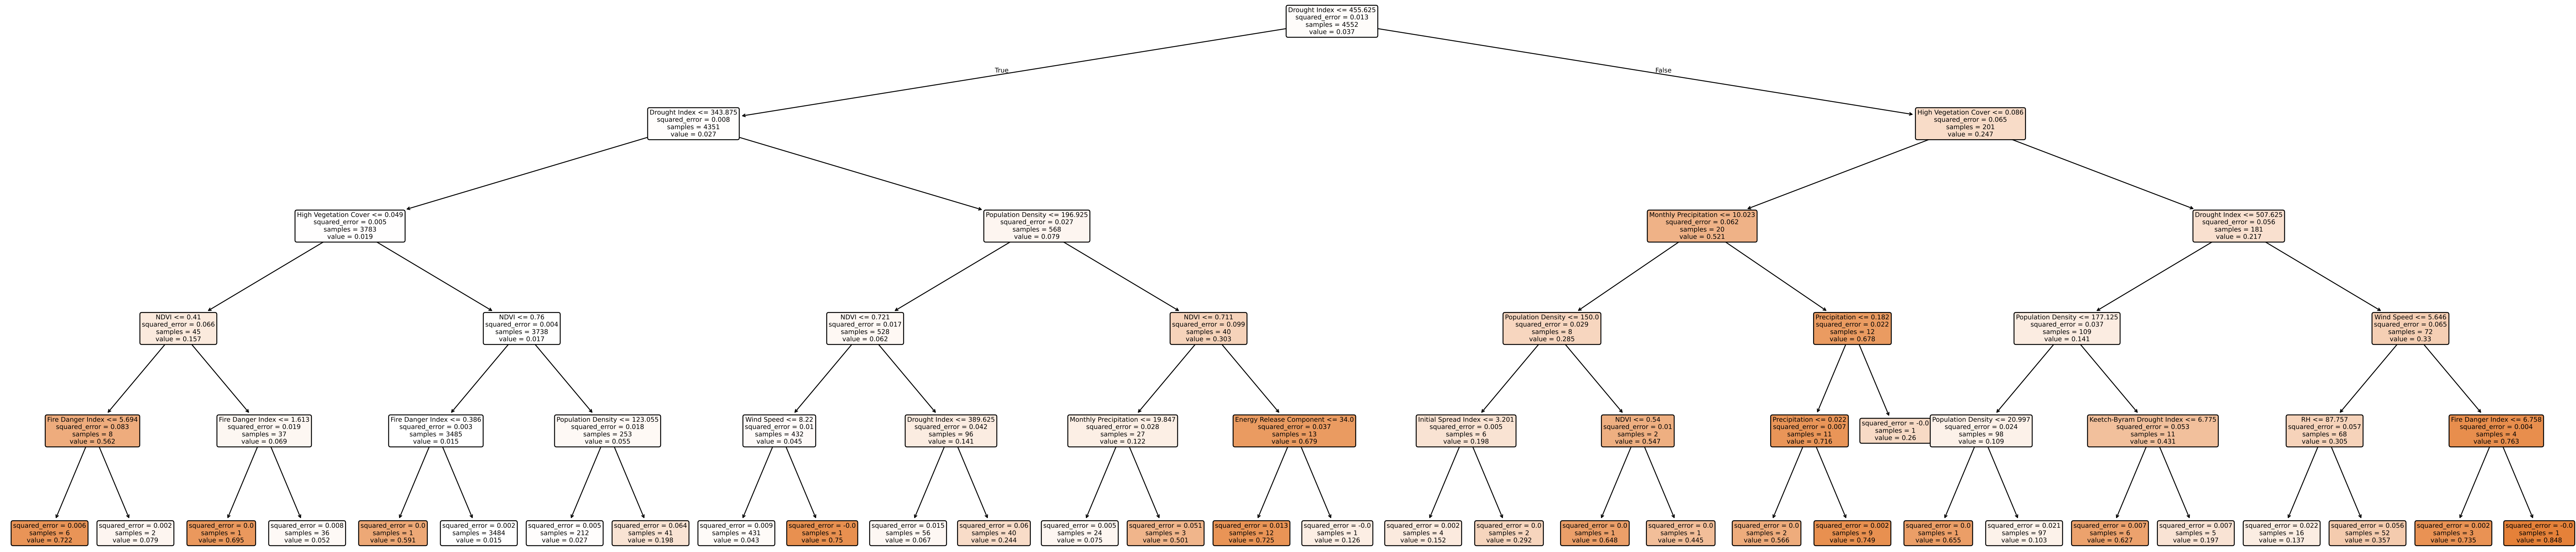 Drought Index <= 455.625
squared_error = 0.013
samples = 4552
value = 0.037
True
False
Drought Index <= 343.875
squared_error = 0.008
samples = 4351
value = 0.027
High Vegetation Cover <= 0.086
squared_error = 0.065
samples = 201
value = 0.247
High Vegetation Cover <= 0.049
squared_error = 0.005
samples = 3783
value = 0.019
Population Density <= 196.925
squared_error = 0.027
samples = 568
value = 0.079
Monthly Precipitation <= 10.023
squared_error = 0.062
samples = 20
value = 0.521
Drought Index <= 507.625
squared_error = 0.056
samples = 181
value = 0.217
NDVI <= 0.41
squared_error = 0.066
samples = 45
value = 0.157
NDVI <= 0.76
squared_error = 0.004
samples = 3738
value = 0.017
NDVI <= 0.721
squared_error = 0.017
samples = 528
value = 0.062
NDVI <= 0.711
squared_error = 0.099
samples = 40
value = 0.303
Population Density <= 150.0
squared_error = 0.029
samples = 8
value = 0.285
Precipitation <= 0.182
squared_error = 0.022
samples = 12
value = 0.678
Population Density <= 177.125
squared_error = 0.037
samples = 109
value = 0.141
Wind Speed <= 5.646
squared_error = 0.065
samples = 72
value = 0.33
Fire Danger Index <= 5.694
squared_error = 0.083
samples = 8
value = 0.562
Fire Danger Index <= 1.613
squared_error = 0.019
samples = 37
value = 0.069
Fire Danger Index <= 0.386
squared_error = 0.003
samples = 3485
value = 0.015
Population Density <= 123.055
squared_error = 0.018
samples = 253
value = 0.055
Wind Speed <= 8.22
squared_error = 0.01
samples = 432
value = 0.045
Drought Index <= 389.625
squared_error = 0.042
samples = 96
value = 0.141
Monthly Precipitation <= 19.847
squared_error = 0.028
samples = 27
value = 0.122
Energy Release Component <= 34.0
squared_error = 0.037
samples = 13
value = 0.679
Initial Spread Index <= 3.201
squared_error = 0.005
samples = 6
value = 0.198
NDVI <= 0.54
squared_error = 0.01
samples = 2
value = 0.547
Precipitation <= 0.022
squared_error = 0.007
samples = 11
value = 0.716
squared_error = -0.0
samples = 1
value = 0.26
Population Density <= 20.997
squared_error = 0.024
samples = 98
value = 0.109
Keetch-Byram Drought Index <= 6.775
squared_error = 0.053
samples = 11
value = 0.431
RH <= 87.757
squared_error = 0.057
samples = 68
value = 0.305
Fire Danger Index <= 6.758
squared_error = 0.004
samples = 4
value = 0.763
squared_error = 0.006
samples = 6
value = 0.722
squared_error = 0.002
samples = 2
value = 0.079
squared_error = 0.0
samples = 1
value = 0.695
squared_error = 0.008
samples = 36
value = 0.052
squared_error = 0.0
samples = 1
value = 0.591
squared_error = 0.002
samples = 3484
value = 0.015
squared_error = 0.005
samples = 212
value = 0.027
squared_error = 0.064
samples = 41
value = 0.198
squared_error = 0.009
samples = 431
value = 0.043
squared_error = -0.0
samples = 1
value = 0.75
squared_error = 0.015
samples = 56
value = 0.067
squared_error = 0.06
samples = 40
value = 0.244
squared_error = 0.005
samples = 24
value = 0.075
squared_error = 0.051
samples = 3
value = 0.501
squared_error = 0.013
samples = 12
value = 0.725
squared_error = -0.0
samples = 1
value = 0.126
squared_error = 0.002
samples = 4
value = 0.152
squared_error = 0.0
samples = 2
value = 0.292
squared_error = 0.0
samples = 1
value = 0.648
squared_error = 0.0
samples = 1
value = 0.445
squared_error = 0.0
samples = 2
value = 0.566
squared_error = 0.002
samples = 9
value = 0.749
squared_error = 0.0
samples = 1
value = 0.655
squared_error = 0.021
samples = 97
value = 0.103
squared_error = 0.007
samples = 6
value = 0.627
squared_error = 0.007
samples = 5
value = 0.197
squared_error = 0.022
samples = 16
value = 0.137
squared_error = 0.056
samples = 52
value = 0.357
squared_error = 0.002
samples = 3
value = 0.735
squared_error = -0.0
samples = 1
value = 0.848